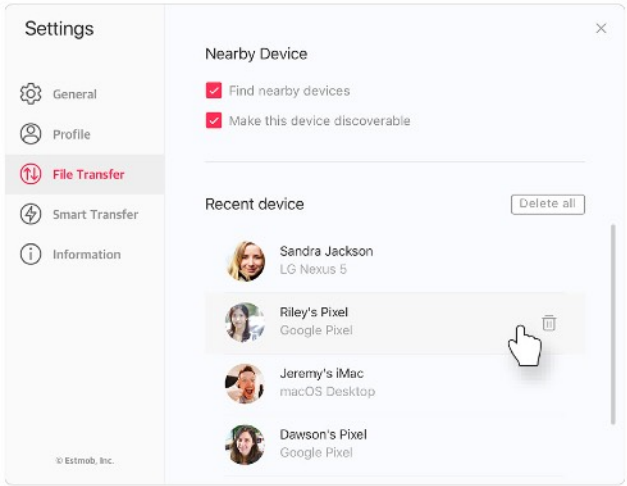 Settings
General
Profile
File Transfer
Smart Transfer
Information
© Estmob, Inc.
Nearby Device
Find nearby devices
Make this device discoverable
Recent device
Delete all
Sandra Jackson
LG Nexus 5
Riley's Pixel
Google Pixel
Jeremy's iMac
macOS Desktop
Dawson's Pixel
Google Pixel